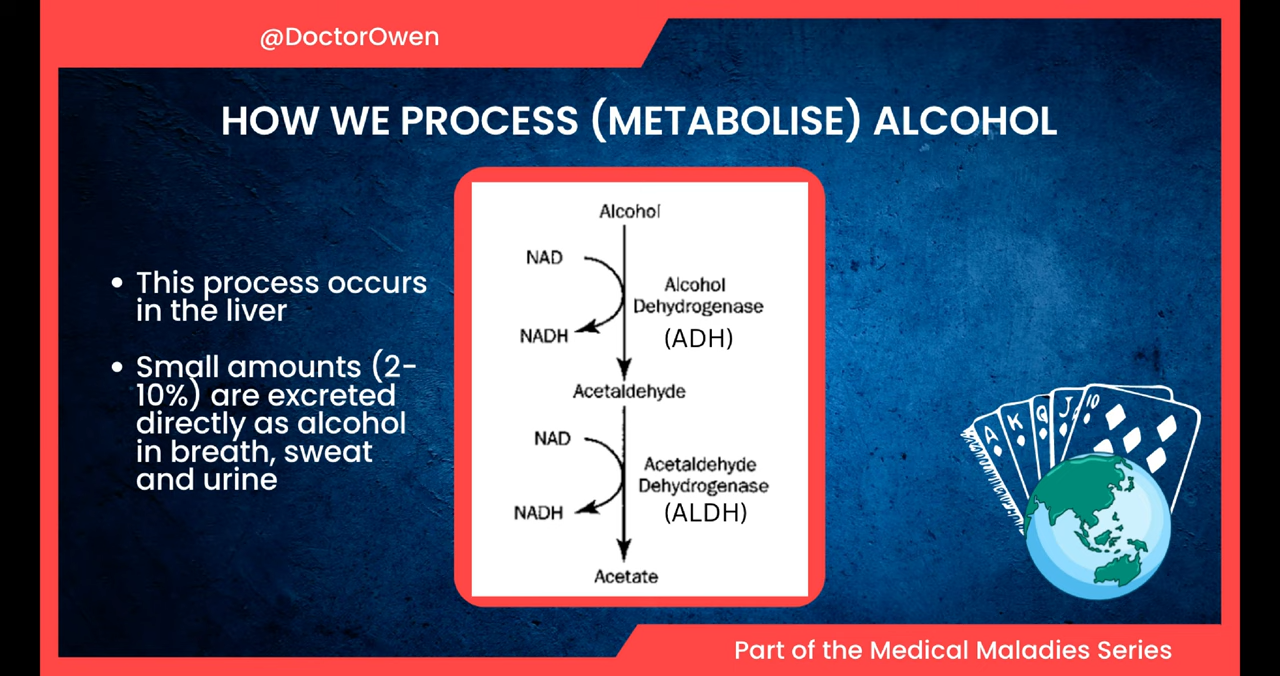 @DoctorOwen
HOW WE PROCESS (METABOLISE) ALCOHOL
• This process occurs
in the liver
• Small amounts (2-
10%) are excreted
directly as alcohol
in breath, sweat
and urine
Alcohol
NAD
Alcohol
Dehydrogenase
NADH
(ADH)
Acetaldehyde
NAD
Acetaldehyde
Dehydrogenase
NADH
(ALDH)
Acetate
A K Q J 10
Part of the Medical Maladies Series